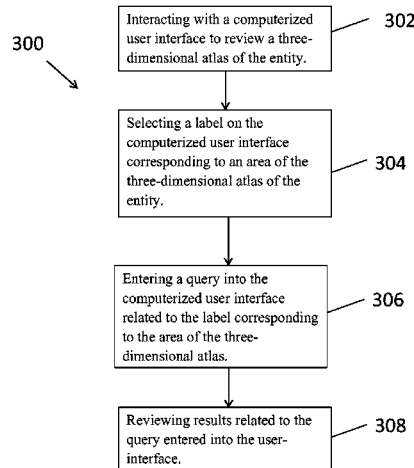 Interacting with a computerized
user interface to review a three-
dimensional atlas of the entity.
302
300
Selecting a label on the
computerized user interface
corresponding to an area of the
three-dimensional atlas of the
entity.
304
Entering a query into the
computerized user interface
related to the label corresponding
to the area of the three-
dimensional atlas.
306
Reviewing results related to the
query entered into the user-
interface.
308